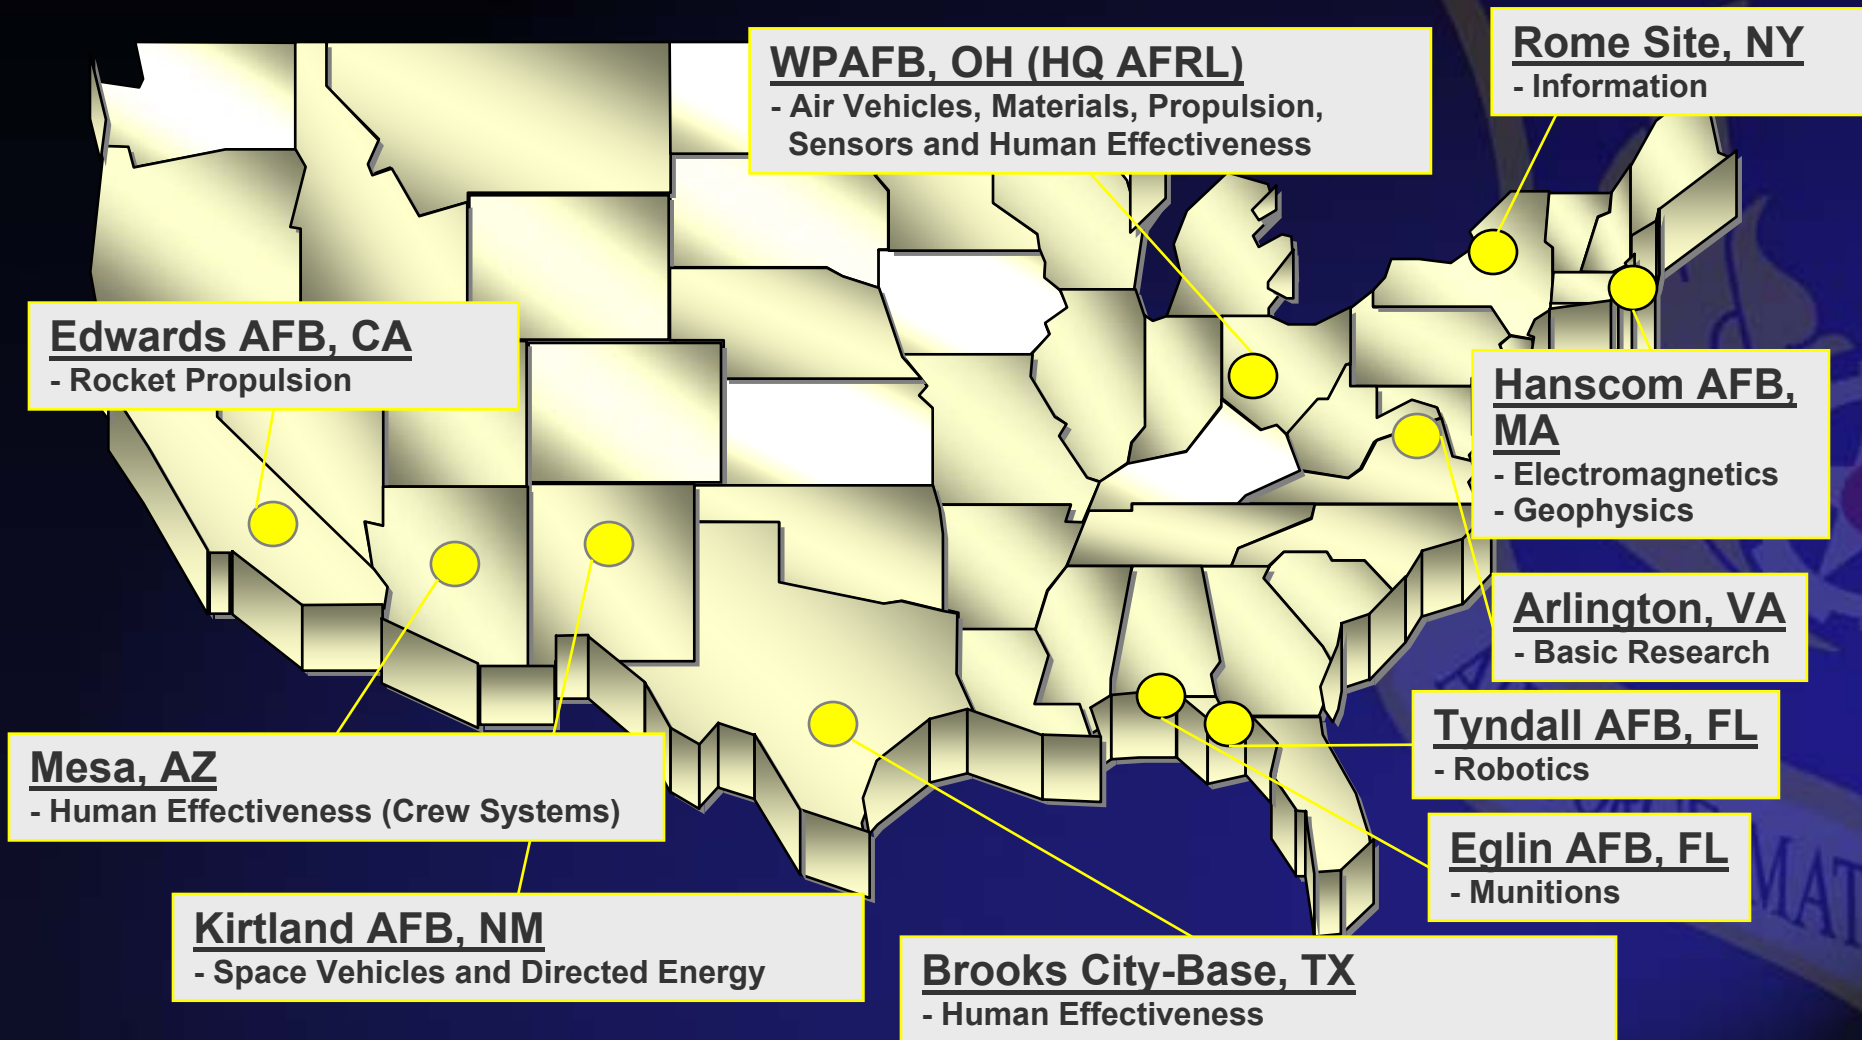 WPAFB, OH (HQ AFRL)
- Air Vehicles, Materials, Propulsion,
Sensors and Human Effectiveness
Rome Site, NY
- Information
Edwards AFB, CA
- Rocket Propulsion
Hanscom AFB,
MA
- Electromagnetics
- Geophysics
Arlington, VA
- Basic Research
Tyndall AFB, FL
- Robotics
Mesa, AZ
- Human Effectiveness (Crew Systems)
Eglin AFB, FL
- Munitions
Kirtland AFB, NM
- Space Vehicles and Directed Energy
Brooks City-Base, TX
- Human Effectiveness